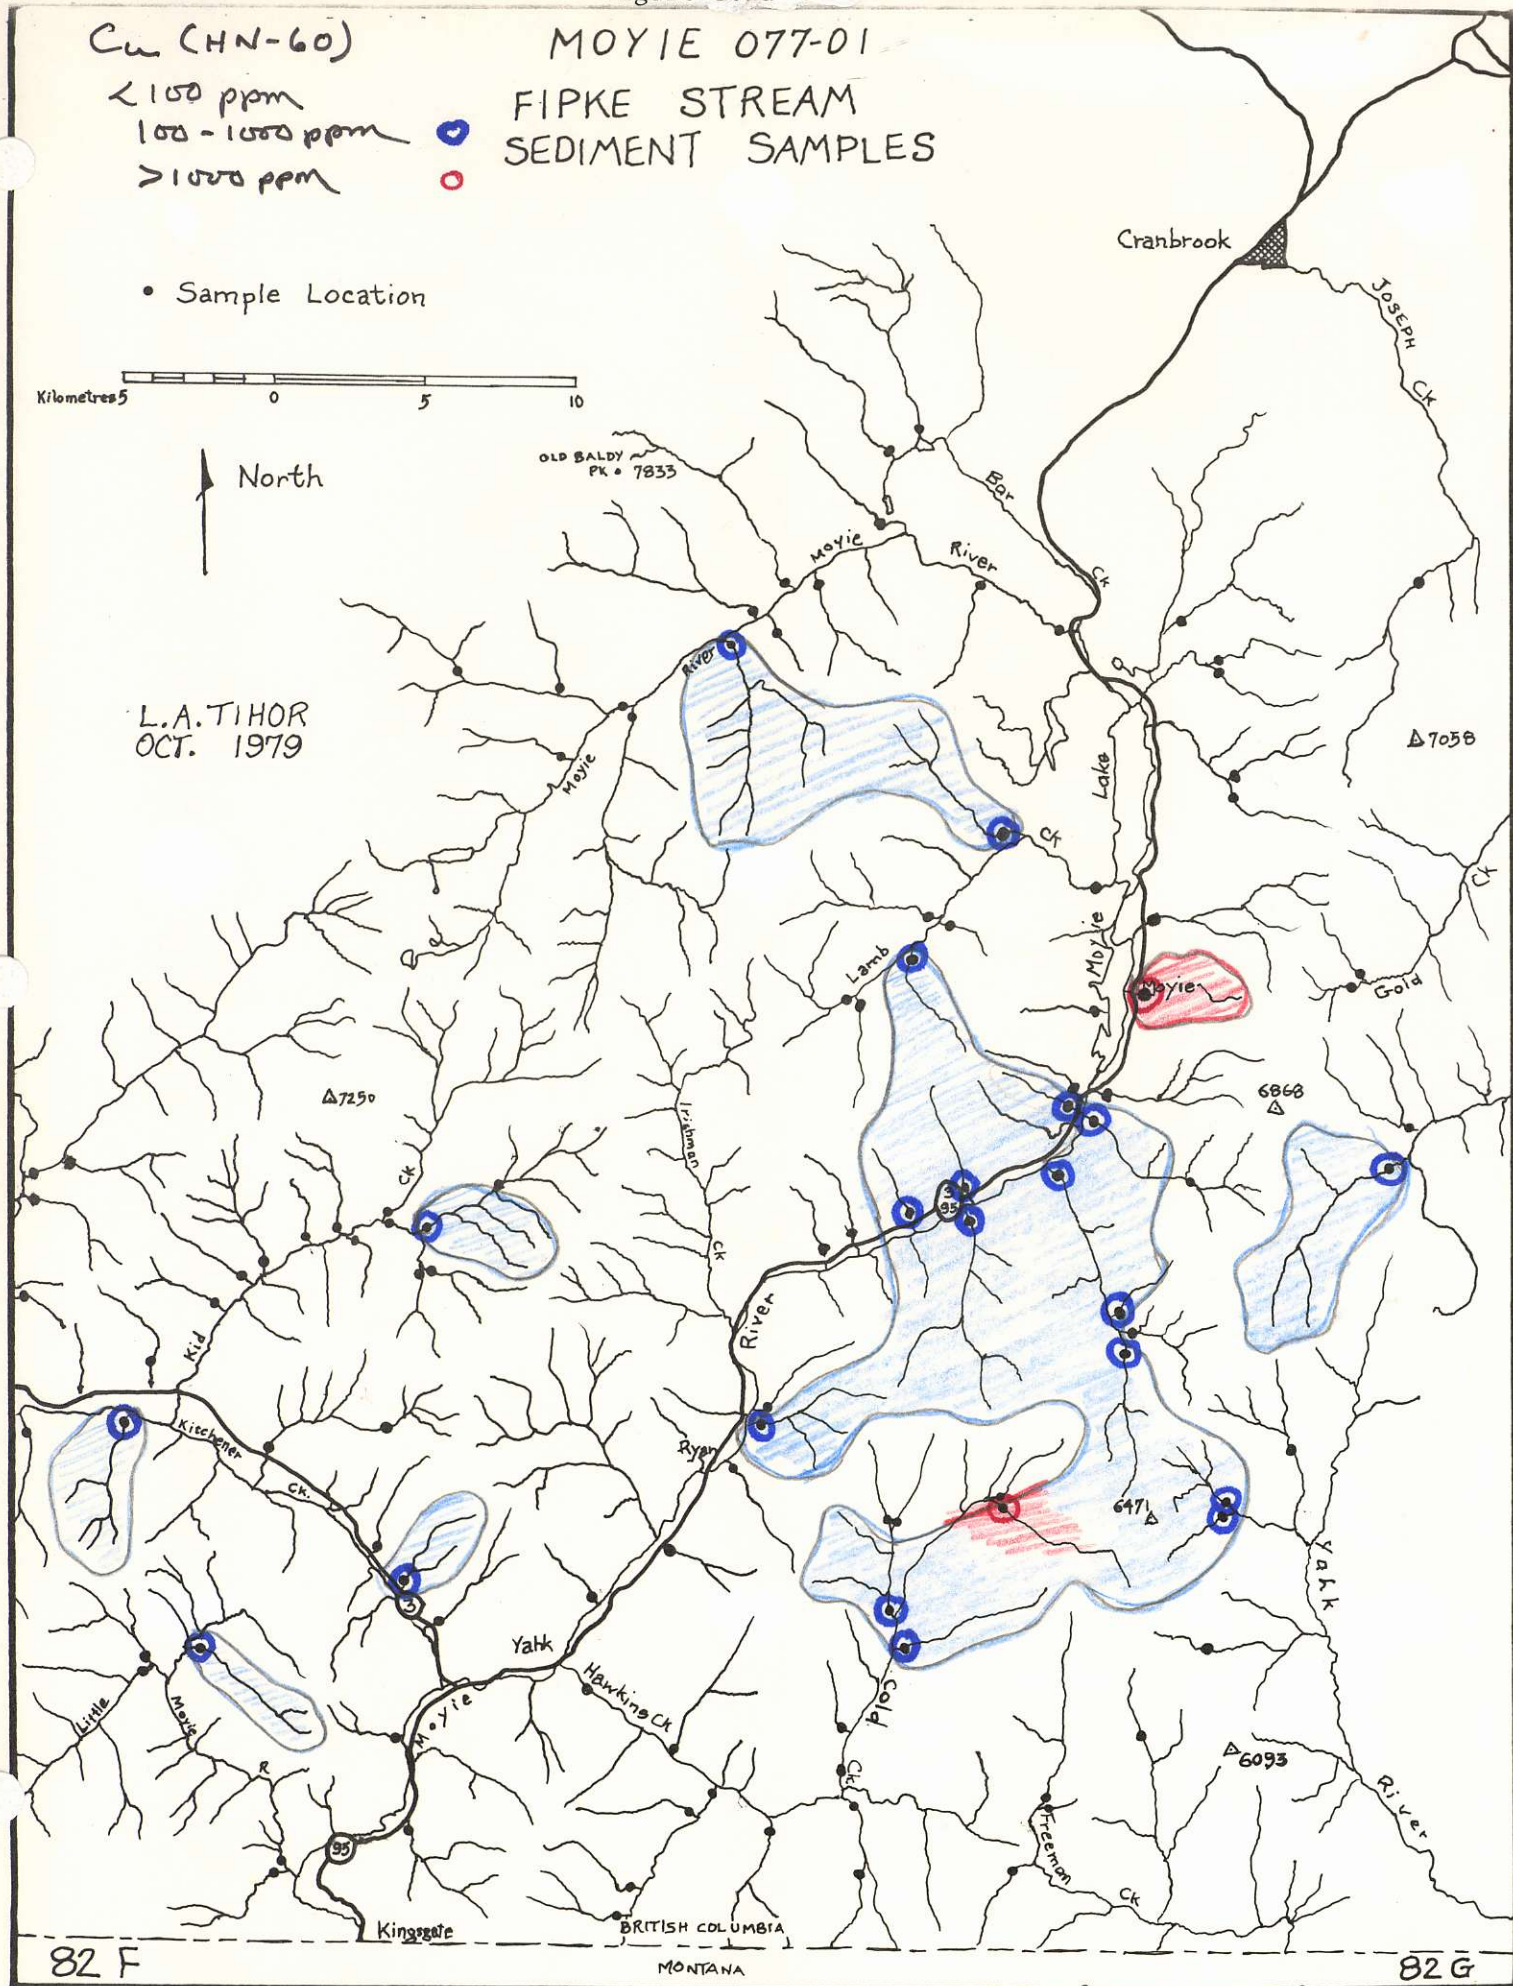 Cu (HN-60)
< 100 ppm
100 - 1000 ppm
> 1000 ppm
MOYIE 077-01
FIPKE STREAM
SEDIMENT SAMPLES
• Sample Location
Kilometres 5 0 5 10
North
L.A. TIHOR
OCT. 1979
Cranbrook
JOSEPH
CK
OLD BALDY
PK • 7833
Bar
CK
Moyie
River
River
Moyie
7058
Lake
CK
CK
Moyie
Lamb
Moyie
Gold
7250
6868
Irishman
CK
CK
3
95
River
Kid
Kitchener
CK.
Ryan
6471
Yahk
3
Yahk
Hawkins CK
Cold
CK
Little
Moyie
R
Moyie
6093
River
Freeman
CK
95
Kingsgate
BRITISH COLUMBIA
MONTANA
82 F
82 G